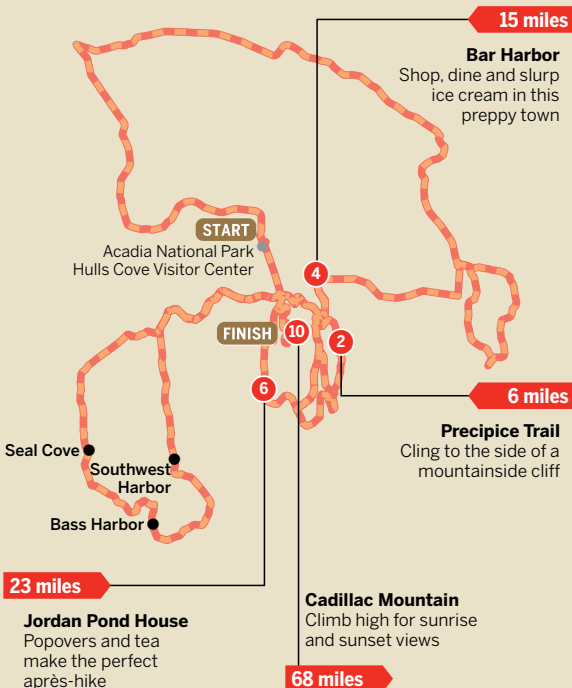 15 miles
Bar Harbor
Shop, dine and slurp
ice cream in this
preppy town
START
Acadia National Park
Hulls Cove Visitor Center
4
FINISH
10
2
6
6 miles
Precipice Trail
Cling to the side of a
mountainside cliff
Seal Cove
Southwest
Harbor
Bass Harbor
23 miles
Jordan Pond House
Popovers and tea
make the perfect
après-hike
Cadillac Mountain
Climb high for sunrise
and sunset views
68 miles